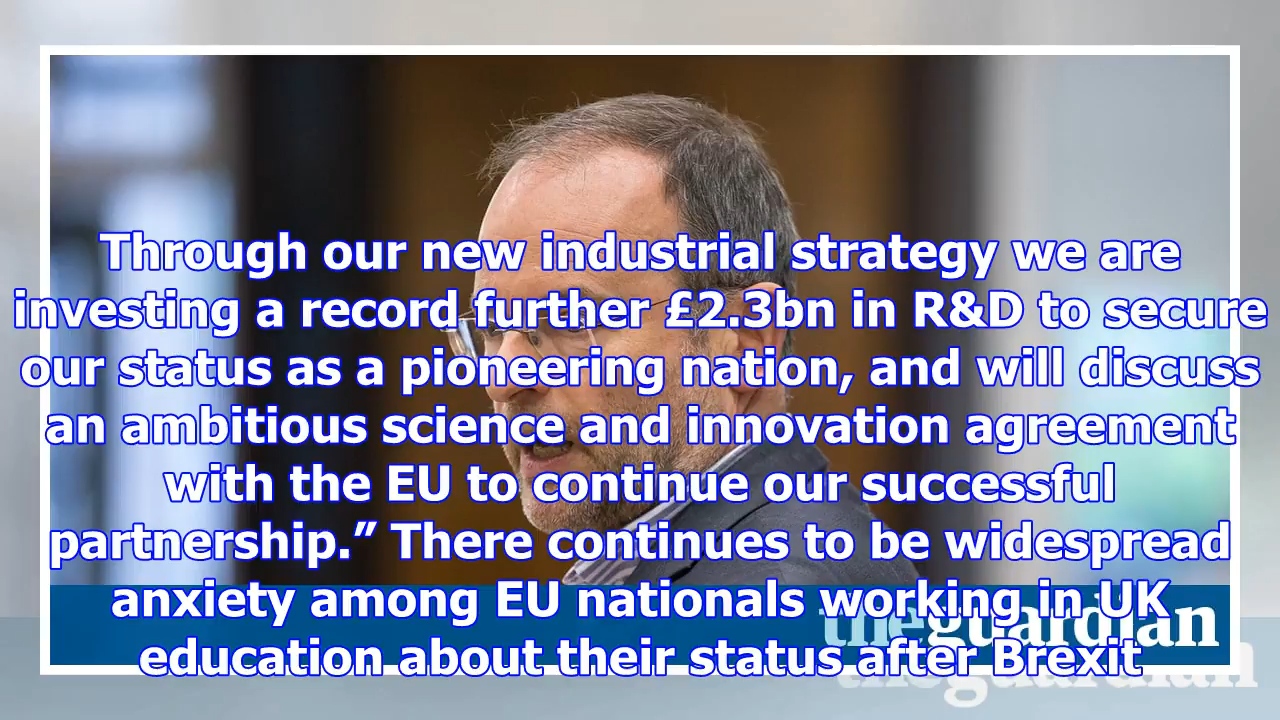 Through our new industrial strategy we are
investing a record further £2.3bn in R&D to secure
our status as a pioneering nation, and will discuss
an ambitious science and innovation agreement
with the EU to continue our successful
partnership.” There continues to be widespread
anxiety among EU nationals working in UK
education about their status after Brexit
theguardian
theguardian